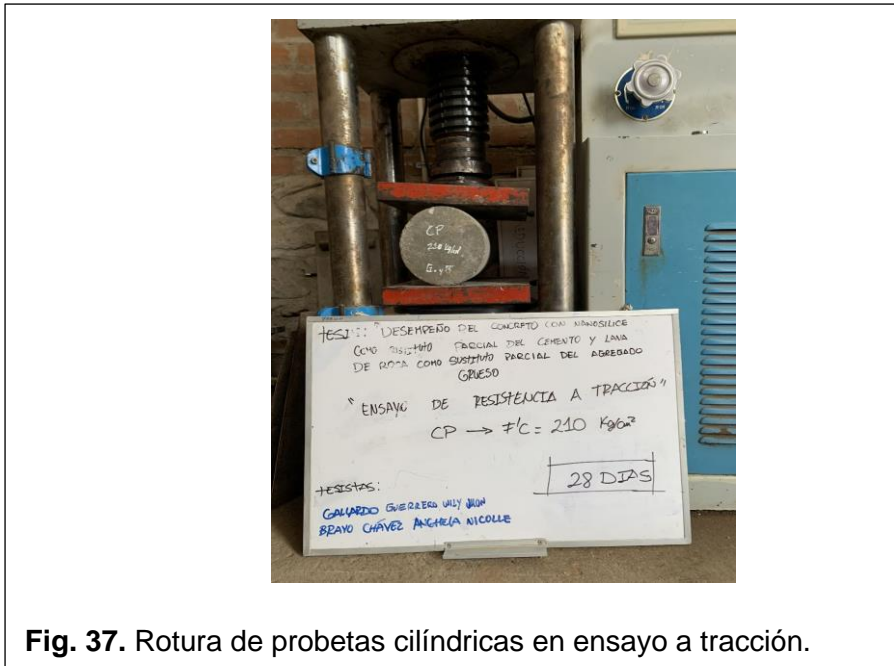 CP
210 Kg/cm²
TESIS: "DESEMPEÑO DEL CONCRETO CON NANOSILICE
COMO SUSTITUTO PARCIAL DEL CEMENTO Y LANA
DE ROCA COMO SUSTITUTO PARCIAL DEL AGREGADO
GRUESO
"ENSAYO DE RESISTENCIA A TRACCIÓN"
CP → F'C = 210 Kg/cm²
28 DIAS
TESISTAS:
GALLARDO GUERRERO WILY JHON
BRAVO CHÁVEZ ANGHELA NICOLLE
Fig. 37. Rotura de probetas cilíndricas en ensayo a tracción.